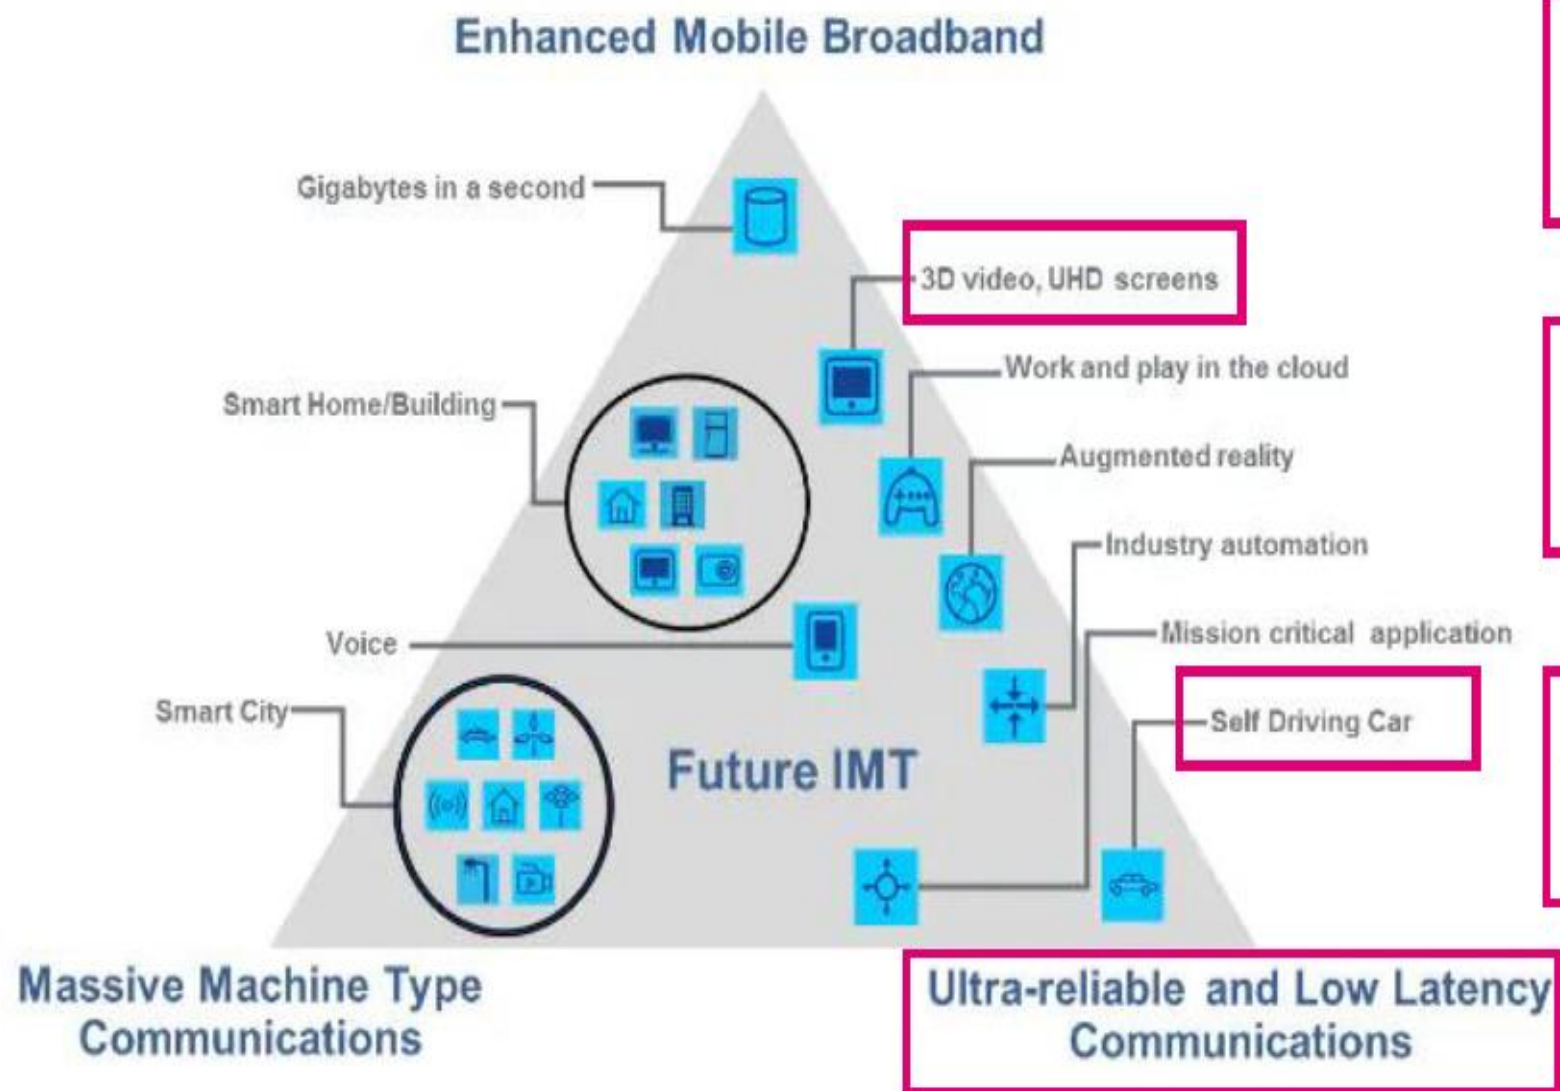 Enhanced Mobile Broadband
Gigabytes in a second
3D video, UHD screens
Work and play in the cloud
Smart Home/Building
Augmented reality
Industry automation
Mission critical application
Voice
Smart City
Self Driving Car
Future IMT
Massive Machine Type
Communications
Ultra-reliable and Low Latency
Communications